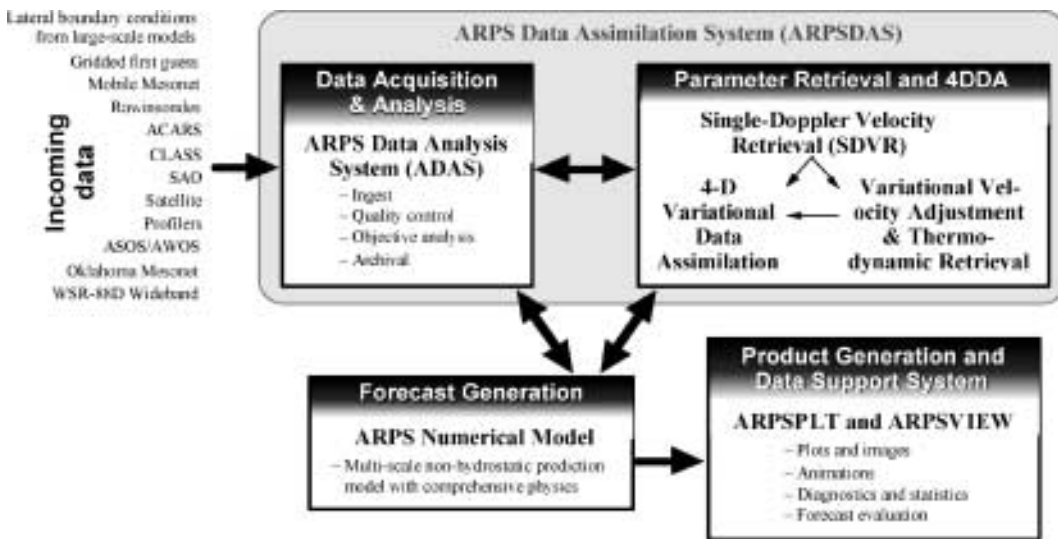 Lateral boundary conditions
from large-scale models
Gridded first guess
Mobile Mesonet
Rawinsondes
ACARS
CLASS
SAO
Satellite
Profilers
ASOS/AWOS
Oklahoma Mesonet
WSR-88D Wideband
Incoming
data
ARPS Data Assimilation System (ARPSDAS)
Data Acquisition
& Analysis
ARPS Data Analysis
System (ADAS)
– Ingest
– Quality control
– Objective analysis
– Archival
Parameter Retrieval and 4DDA
Single-Doppler Velocity
Retrieval (SDVR)
4-D
Variational
Data
Assimilation
Variational Vel-
ocity Adjustment
& Thermo-
dynamic Retrieval
Forecast Generation
ARPS Numerical Model
– Multi-scale non-hydrostatic prediction
model with comprehensive physics
Product Generation and
Data Support System
ARPSPLT and ARPSVIEW
– Plots and images
– Animations
– Diagnostics and statistics
– Forecast evaluation